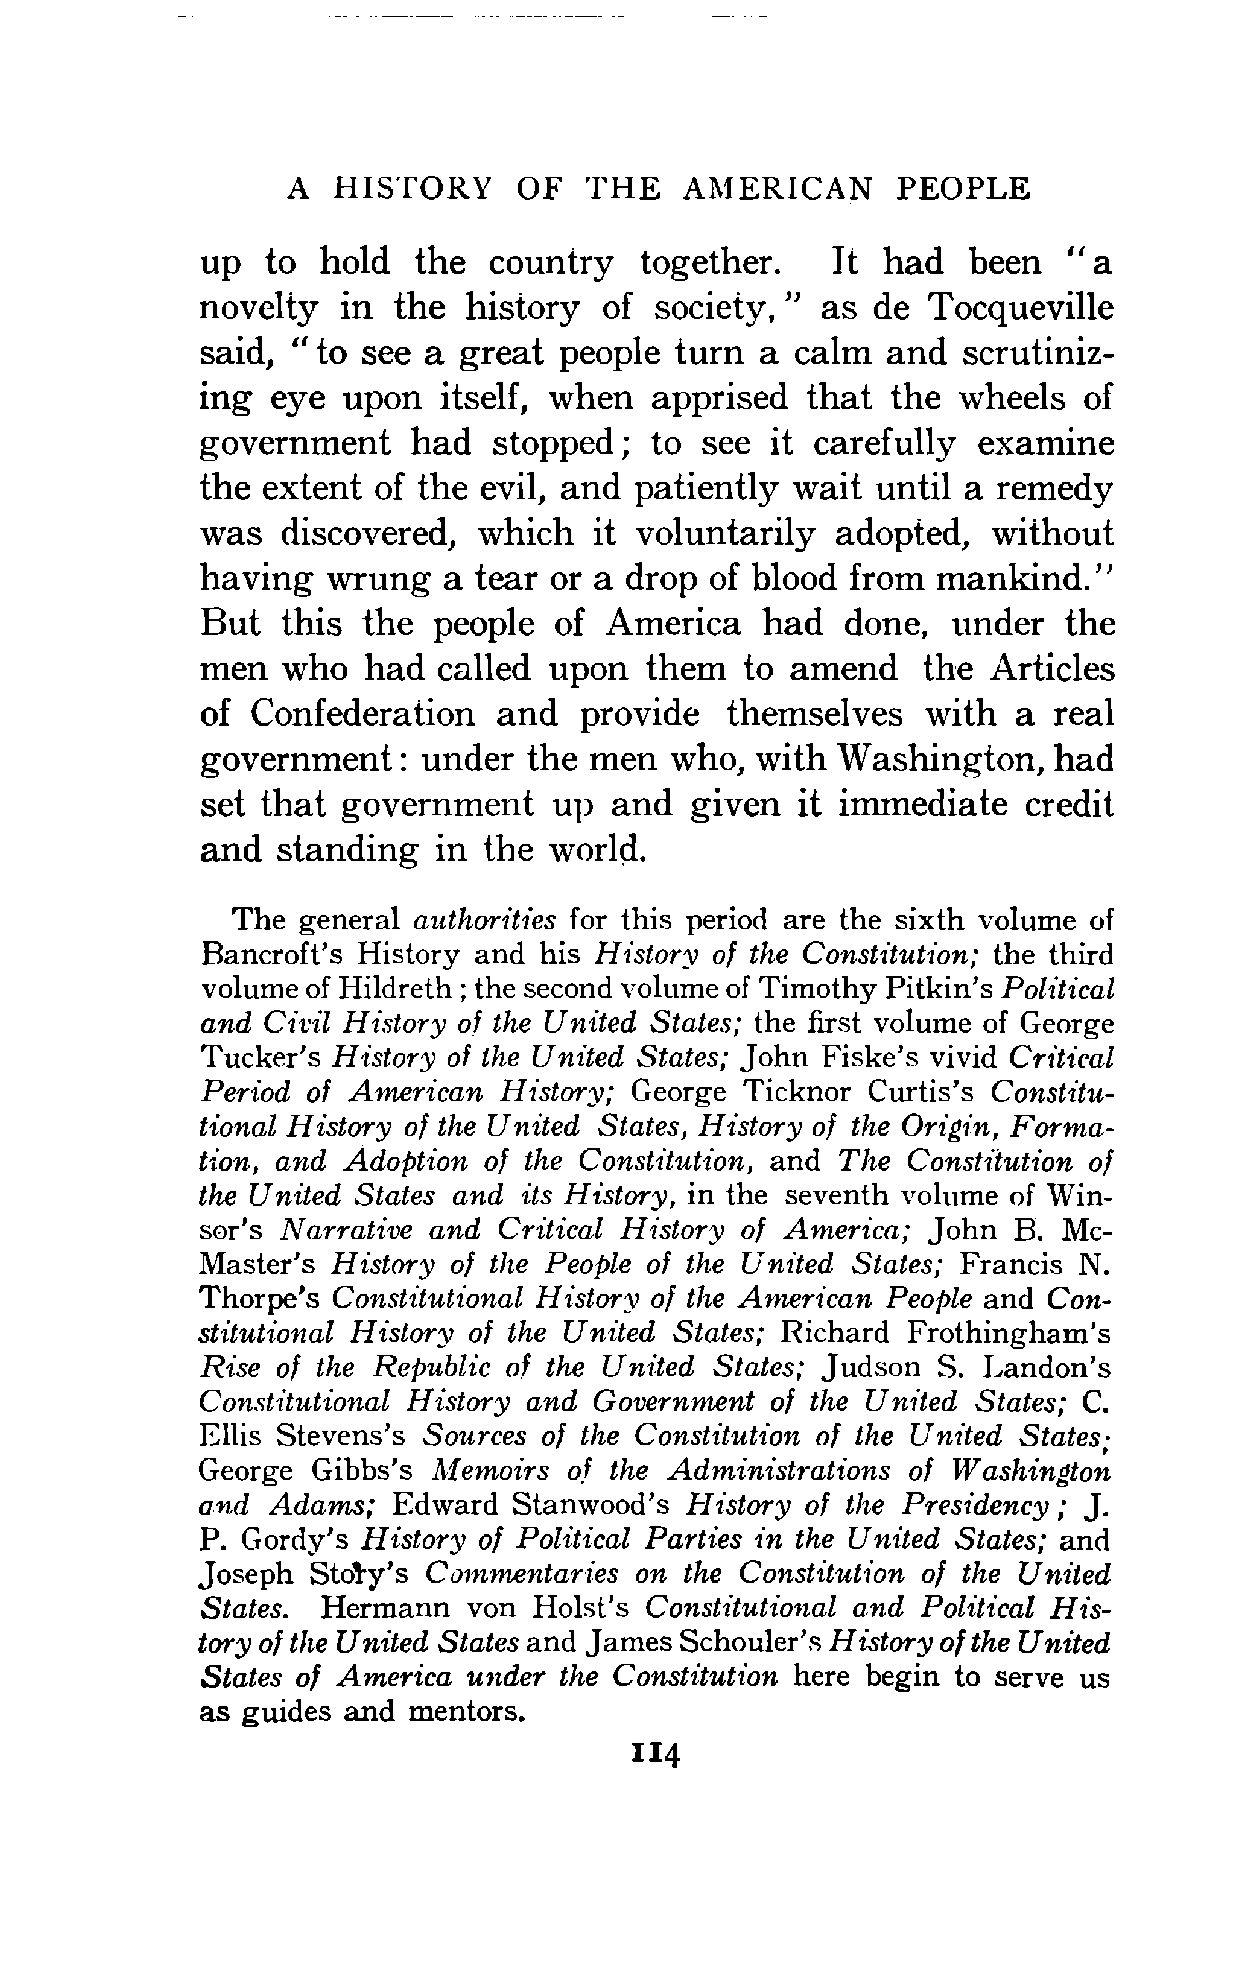 A HISTORY OF THE AMERICAN PEOPLE
up to hold the country together. It had been "a
novelty in the history of society," as de Tocqueville
said, "to see a great people turn a calm and scrutiniz-
ing eye upon itself, when apprised that the wheels of
government had stopped; to see it carefully examine
the extent of the evil, and patiently wait until a remedy
was discovered, which it voluntarily adopted, without
having wrung a tear or a drop of blood from mankind."
But this the people of America had done, under the
men who had called upon them to amend the Articles
of Confederation and provide themselves with a real
government: under the men who, with Washington, had
set that government up and given it immediate credit
and standing in the world.
The general authorities for this period are the sixth volume of
Bancroft's History and his History of the Constitution; the third
volume of Hildreth; the second volume of Timothy Pitkin's Political
and Civil History of the United States; the first volume of George
Tucker's History of the United States; John Fiske's vivid Critical
Period of American History; George Ticknor Curtis's Constitu-
tional History of the United States, History of the Origin, Forma-
tion, and Adoption of the Constitution, and The Constitution of
the United States and its History, in the seventh volume of Win-
sor's Narrative and Critical History of America; John B. Mc-
Master's History of the People of the United States; Francis N.
Thorpe's Constitutional History of the American People and Con-
stitutional History of the United States; Richard Frothingham's
Rise of the Republic of the United States; Judson S. Landon's
Constitutional History and Government of the United States; C.
Ellis Stevens's Sources of the Constitution of the United States;
George Gibbs's Memoirs of the Administrations of Washington
and Adams; Edward Stanwood's History of the Presidency; J.
P. Gordy's History of Political Parties in the United States; and
Joseph Story's Commentaries on the Constitution of the United
States. Hermann von Holst's Constitutional and Political His-
tory of the United States and James Schouler's History of the United
States of America under the Constitution here begin to serve us
as guides and mentors.
114